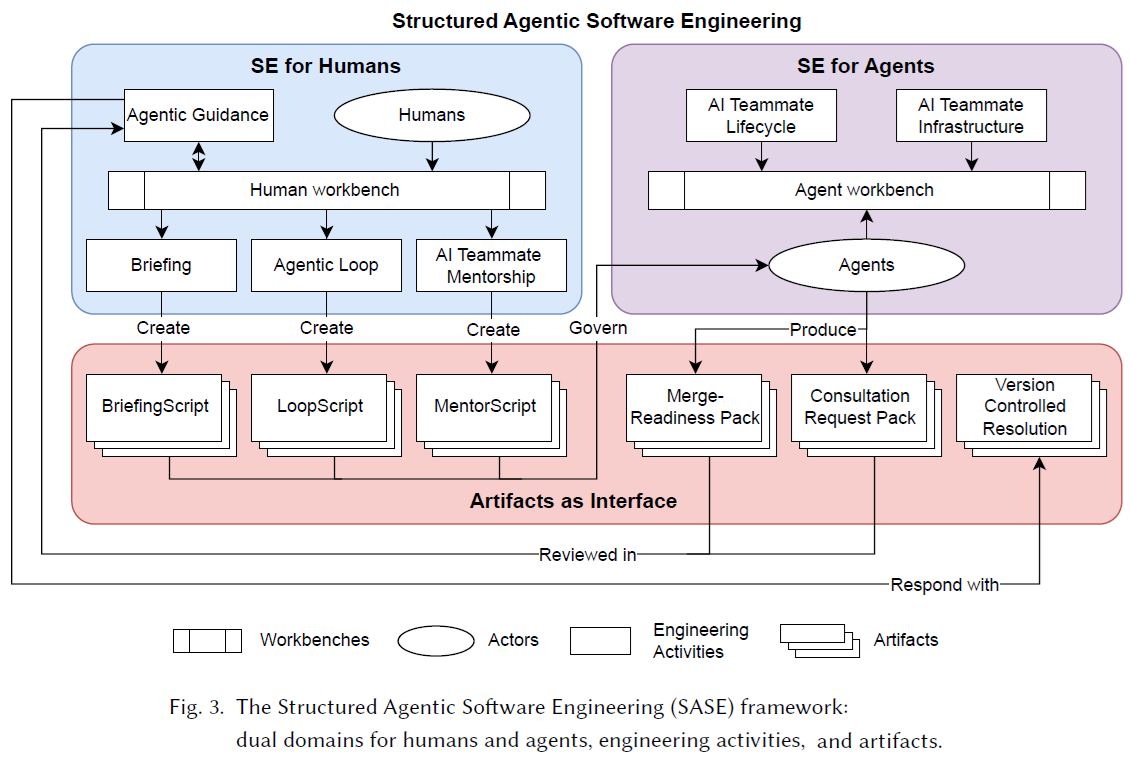 Structured Agentic Software Engineering
SE for Humans
SE for Agents
Agentic Guidance
Humans
AI Teammate
Lifecycle
AI Teammate
Infrastructure
Human workbench
Agent workbench
Briefing
Agentic Loop
AI Teammate
Mentorship
Agents
Create
Create
Create
Govern
Produce
BriefingScript
LoopScript
MentorScript
Merge-
Readiness Pack
Consultation
Request Pack
Version
Controlled
Resolution
Artifacts as Interface
Reviewed in
Respond with
Workbenches
Actors
Engineering
Activities
Artifacts
Fig. 3. The Structured Agentic Software Engineering (SASE) framework:
dual domains for humans and agents, engineering activities, and artifacts.